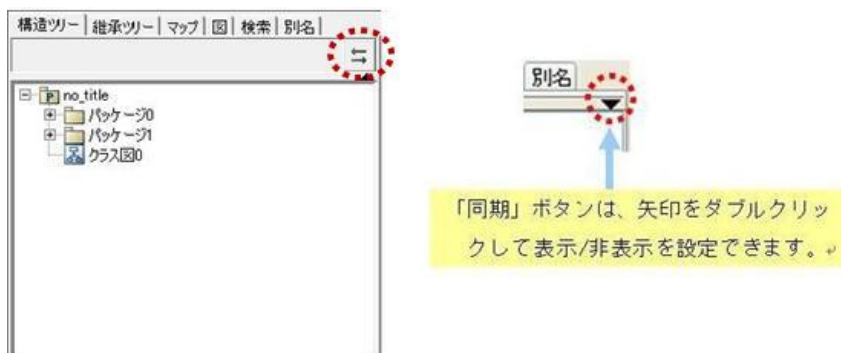 構造ツリー 継承ツリー マップ 図 検索 別名
no_title
パッケージ0
パッケージ1
クラス図0
別名
「同期」ボタンは、矢印をダブルクリッ
クして表示/非表示を設定できます。